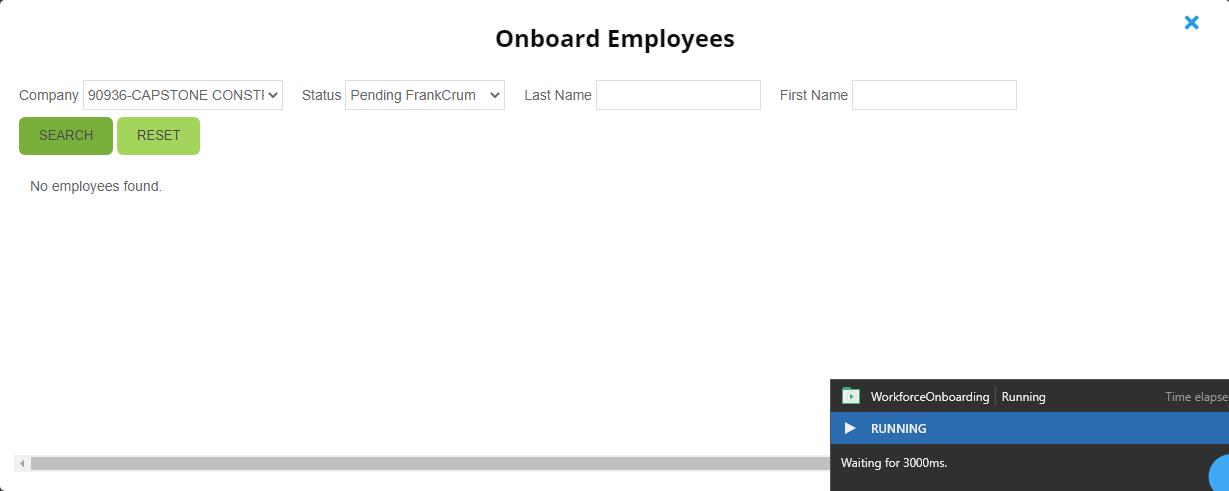 Onboard Employees
Company 90936-CAPSTONE CONSTI Status Pending FrankCrum Last Name First Name
SEARCH RESET
No employees found.
WorkforceOnboarding Running Time elapse
RUNNING
Waiting for 3000ms.